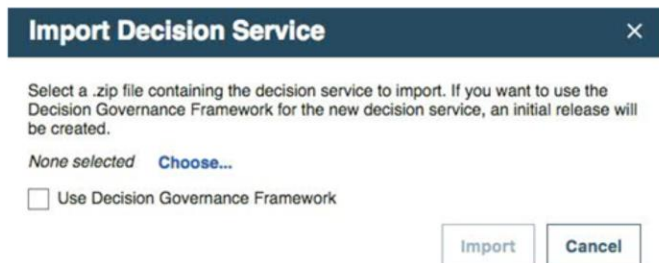 Import Decision Service ×
Select a .zip file containing the decision service to import. If you want to use the
Decision Governance Framework for the new decision service, an initial release will
be created.
None selected Choose...
Use Decision Governance Framework
Import Cancel